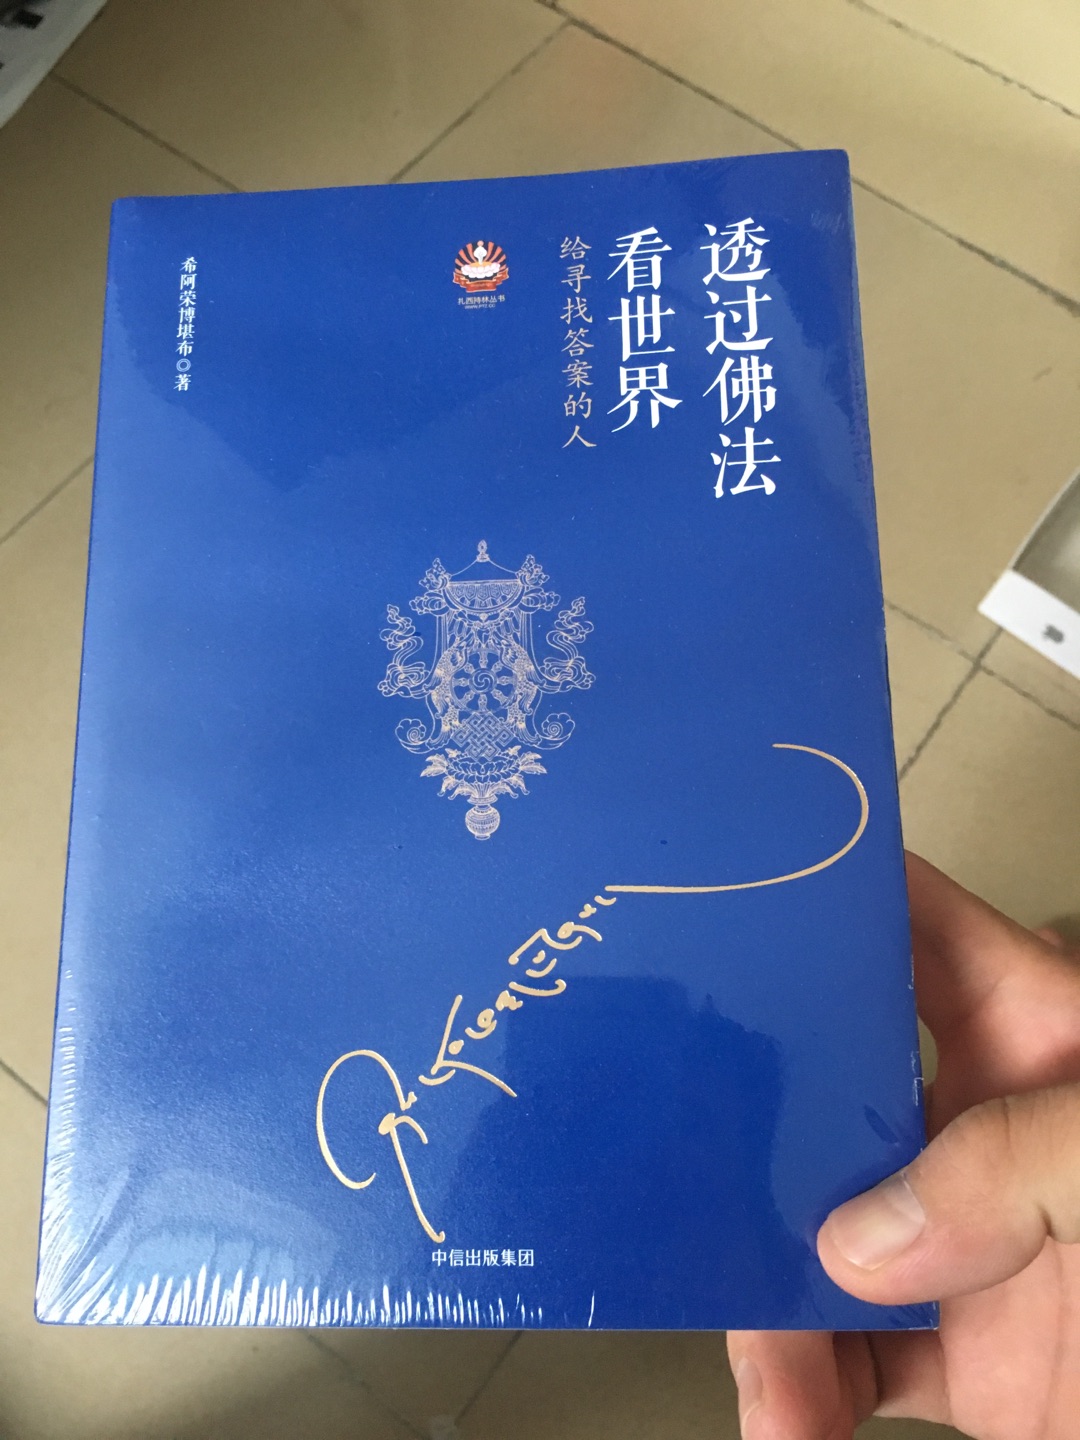 透过佛法
看世界
给寻找答案的人
扎西持林丛书
希阿荣博堪布◎著
中信出版集团